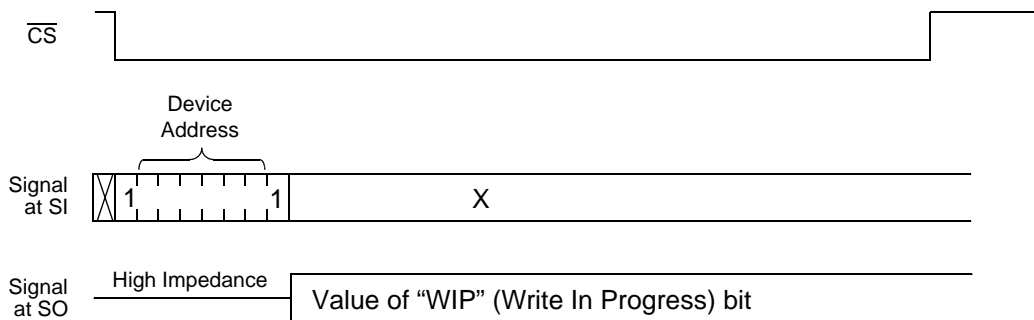 CS
Device
Address
Signal
at SI
1
1
X
Signal
at SO
High Impedance
Value of “WIP” (Write In Progress) bit